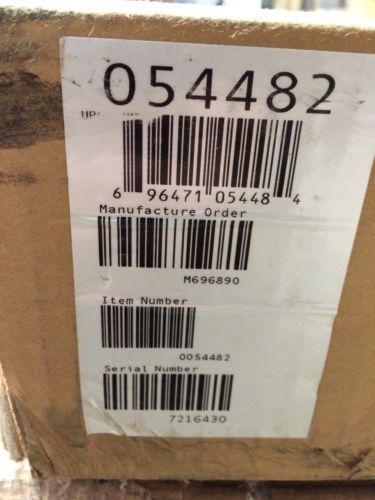 054482
6 96471 05448 4
Manufacture Order
M696890
Item Number
0054482
Serial Number
7216430